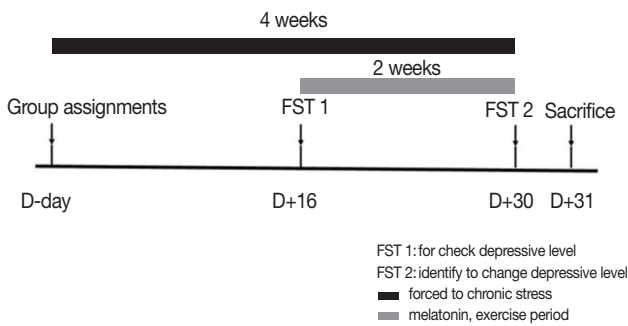 4 weeks
2 weeks
Group assignments FST 1 FST 2 Sacrifice
D-day D+16 D+30 D+31
FST 1: for check depressive level
FST 2: identify to change depressive level
forced to chronic stress
melatonin, exercise period